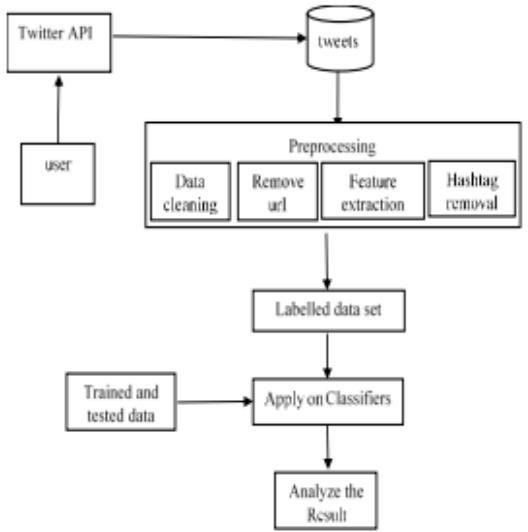 Twitter API
tweets
user
Preprocessing
Data
cleaning
Remove
url
Feature
extraction
Hashtag
removal
Labelled data set
Trained and
tested data
Apply on Classifiers
Analyze the
Result